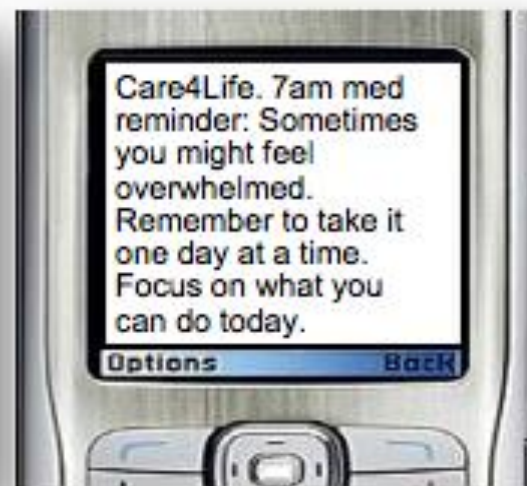 Care4Life. 7am med
reminder: Sometimes
you might feel
overwhelmed.
Remember to take it
one day at a time.
Focus on what you
can do today.
Options Back